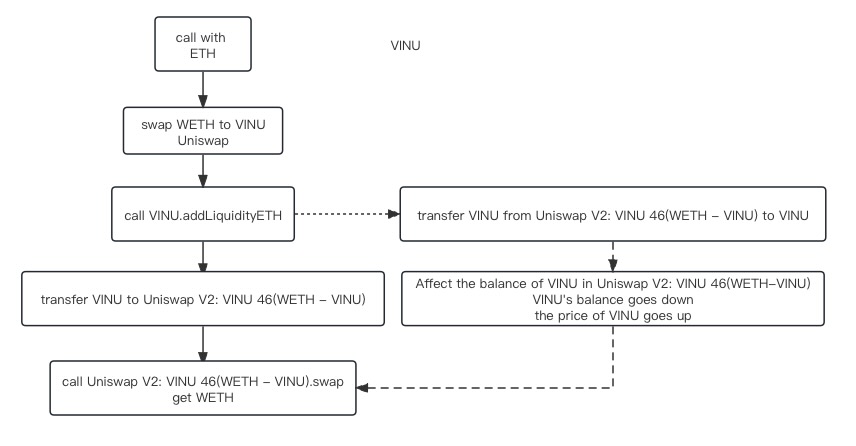 call with
ETH
VINU
swap WETH to VINU
Uniswap
call VINU.addLiquidityETH
transfer VINU from Uniswap V2: VINU 46(WETH - VINU) to VINU
transfer VINU to Uniswap V2: VINU 46(WETH - VINU)
Affect the balance of VINU in Uniswap V2: VINU 46(WETH-VINU)
VINU's balance goes down
the price of VINU goes up
call Uniswap V2: VINU 46(WETH - VINU).swap
get WETH